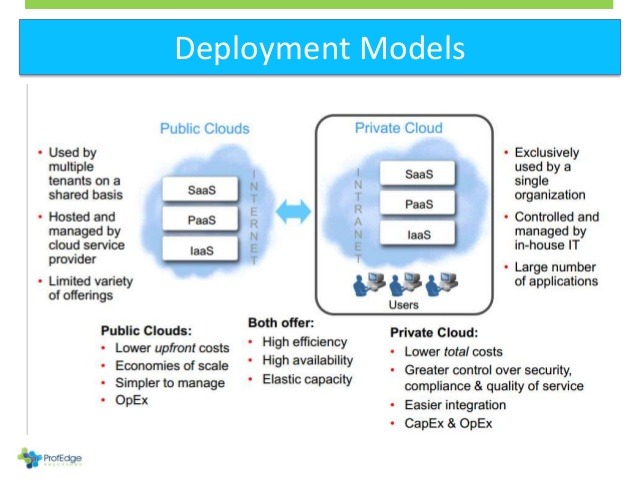 Deployment Models
Public Clouds
Private Cloud
• Used by
multiple
tenants on a
shared basis
• Hosted and
managed by
cloud service
provider
• Limited variety
of offerings
SaaS
PaaS
IaaS
INTERNET
INTRANET
SaaS
PaaS
IaaS
Users
• Exclusively
used by a
single
organization
• Controlled and
managed by
in-house IT
• Large number
of applications
Public Clouds:
• Lower upfront costs
• Economies of scale
• Simpler to manage
• OpEx
Both offer:
• High efficiency
• High availability
• Elastic capacity
Private Cloud:
• Lower total costs
• Greater control over security,
compliance & quality of service
• Easier integration
• CapEx & OpEx
ProfEdge
SOLUTIONS